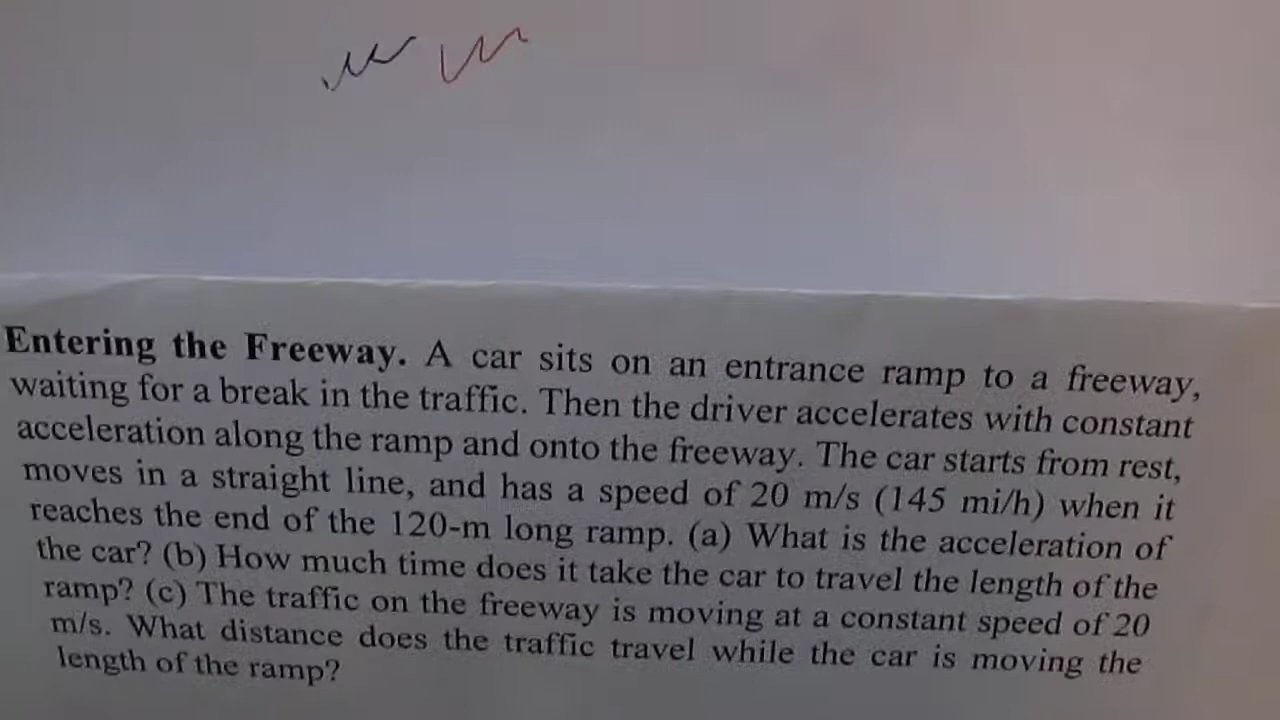 Entering the Freeway. A car sits on an entrance ramp to a freeway,
waiting for a break in the traffic. Then the driver accelerates with constant
acceleration along the ramp and onto the freeway. The car starts from rest,
moves in a straight line, and has a speed of 20 m/s (145 mi/h) when it
reaches the end of the 120-m long ramp. (a) What is the acceleration of
the car? (b) How much time does it take the car to travel the length of the
ramp? (c) The traffic on the freeway is moving at a constant speed of 20
m/s. What distance does the traffic travel while the car is moving the
length of the ramp?